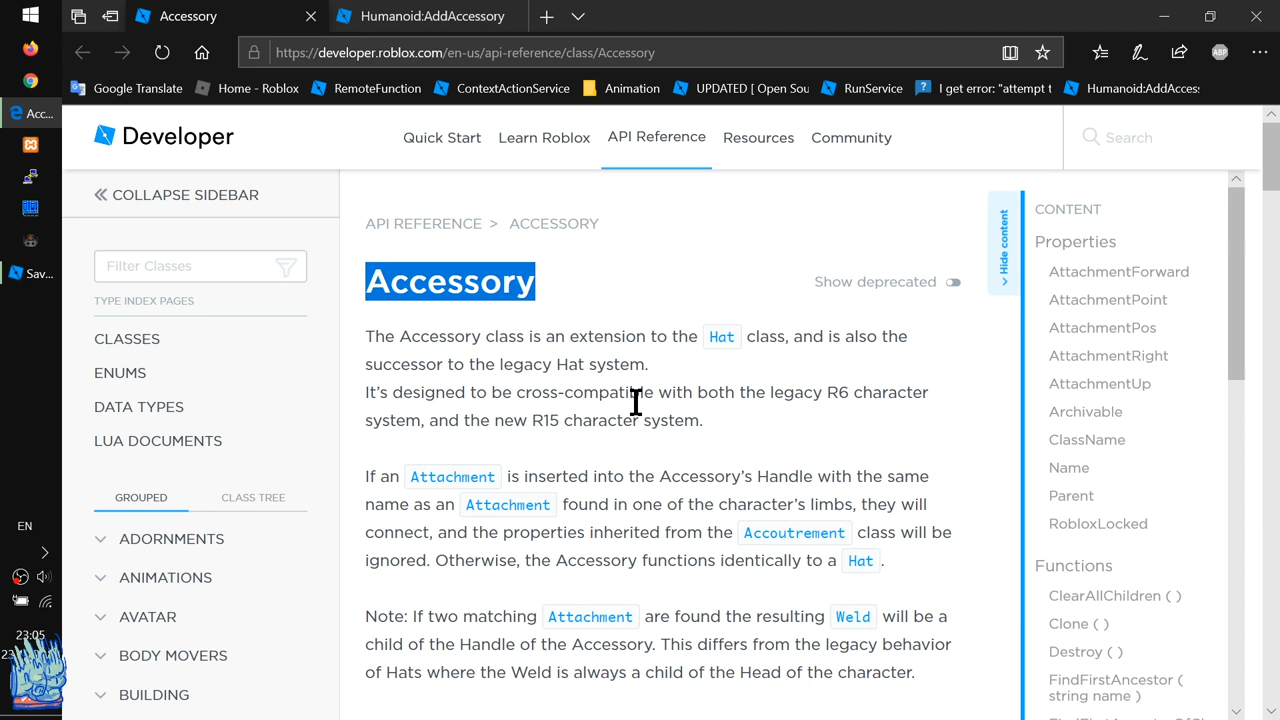 Accessory
Humanoid:AddAccessory
https://developer.roblox.com/en-us/api-reference/class/Accessory
Google Translate
Home - Roblox
RemoteFunction
UPDATED [ Open Sou
Animation
RunService
I get error: "attempt t
Humanoid:AddAccess
Acc...
Sav...
EN
23:05
Developer
Quick Start
Learn Roblox
API Reference
Resources
Community
Search
COLLAPSE SIDEBAR
Filter Classes
TYPE INDEX PAGES
CLASSES
ENUMS
DATA TYPES
LUA DOCUMENTS
GROUPED
CLASS TREE
ADORNMENTS
ANIMATIONS
AVATAR
BODY MOVERS
BUILDING
API REFERENCE > ACCESSORY
Accessory
Show deprecated
The Accessory class is an extension to the Hat class, and is also the
successor to the legacy Hat system.
It's designed to be cross-compatible with both the legacy R6 character
system, and the new R15 character system.
If an Attachment is inserted into the Accessory's Handle with the same
name as an Attachment found in one of the character's limbs, they will
connect, and the properties inherited from the Accoutrement class will be
ignored. Otherwise, the Accessory functions identically to a Hat.
Note: If two matching Attachment are found the resulting Weld will be a
child of the Handle of the Accessory. This differs from the legacy behavior
of Hats where the Weld is always a child of the Head of the character.
Hide content
CONTENT
Properties
AttachmentForward
AttachmentPoint
AttachmentPos
AttachmentRight
AttachmentUp
Archivable
ClassName
Name
Parent
RobloxLocked
Functions
ClearAllChildren ( )
Clone ( )
Destroy ( )
FindFirstAncestor (
string name )
ABP